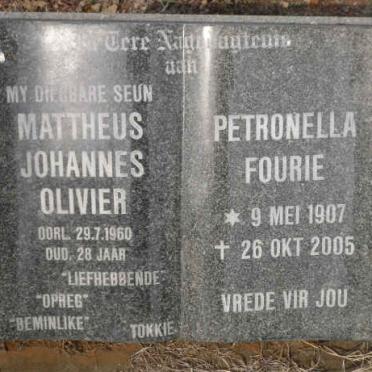 Tere Nagedagtenis
aan
MY DIERBARE SEUN
MATTHEUS
JOHANNES
OLIVIER
OORL. 29.7.1960
OUD. 28 JAAR
"LIEFHEBBENDE"
"OPREG"
"BEMINLIKE"
TOKKIE
PETRONELLA
FOURIE
* 9 MEI 1907
† 26 OKT 2005
VREDE VIR JOU